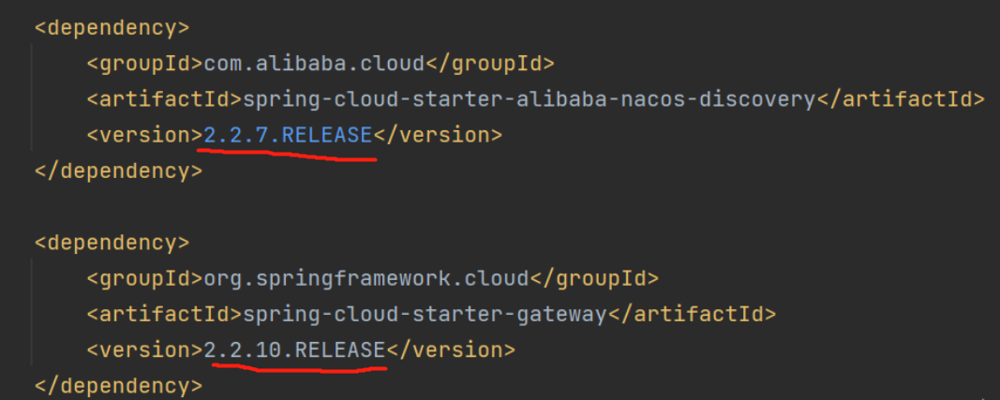 <dependency>
<groupId>com.alibaba.cloud</groupId>
<artifactId>spring-cloud-starter-alibaba-nacos-discovery</artifactId>
<version>2.2.7.RELEASE</version>
</dependency>
<dependency>
<groupId>org.springframework.cloud</groupId>
<artifactId>spring-cloud-starter-gateway</artifactId>
<version>2.2.10.RELEASE</version>
</dependency>